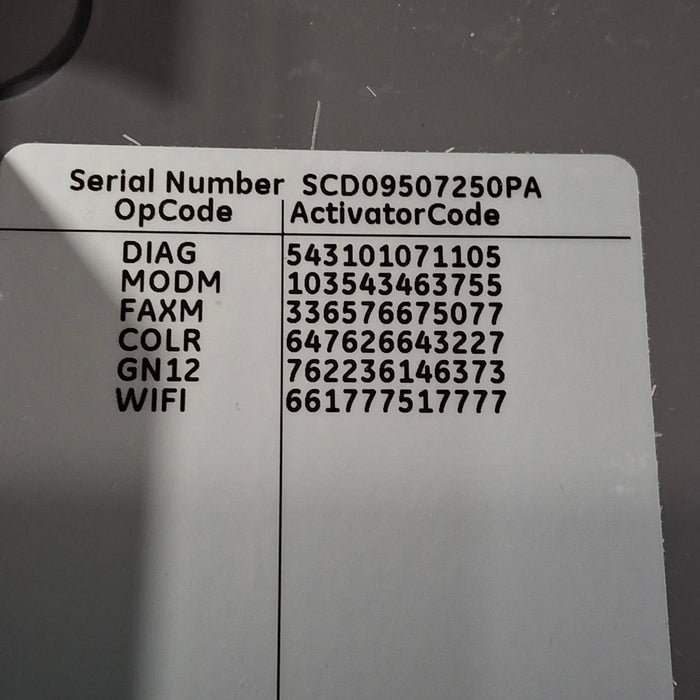 Serial Number SCD09507250PA
OpCode ActivatorCode
DIAG 543101071105
MODM 103543463755
FAXM 336576675077
COLR 647626643227
GN12 762236146373
WIFI 661777517777